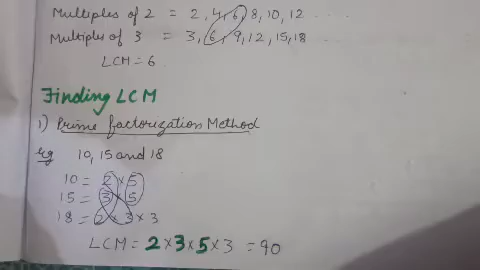 Multiples of 2 = 2, 4, 6, 8, 10, 12 .....
Multiples of 3 = 3, 6, 9, 12, 15, 18 .....
LCM = 6.
Finding LCM
1) Prime factorization Method
eg 10, 15 and 18
10 = 2 × 5
15 = 3 × 5
18 = 2 × 3 × 3
LCM = 2 × 3 × 5 × 3 = 90